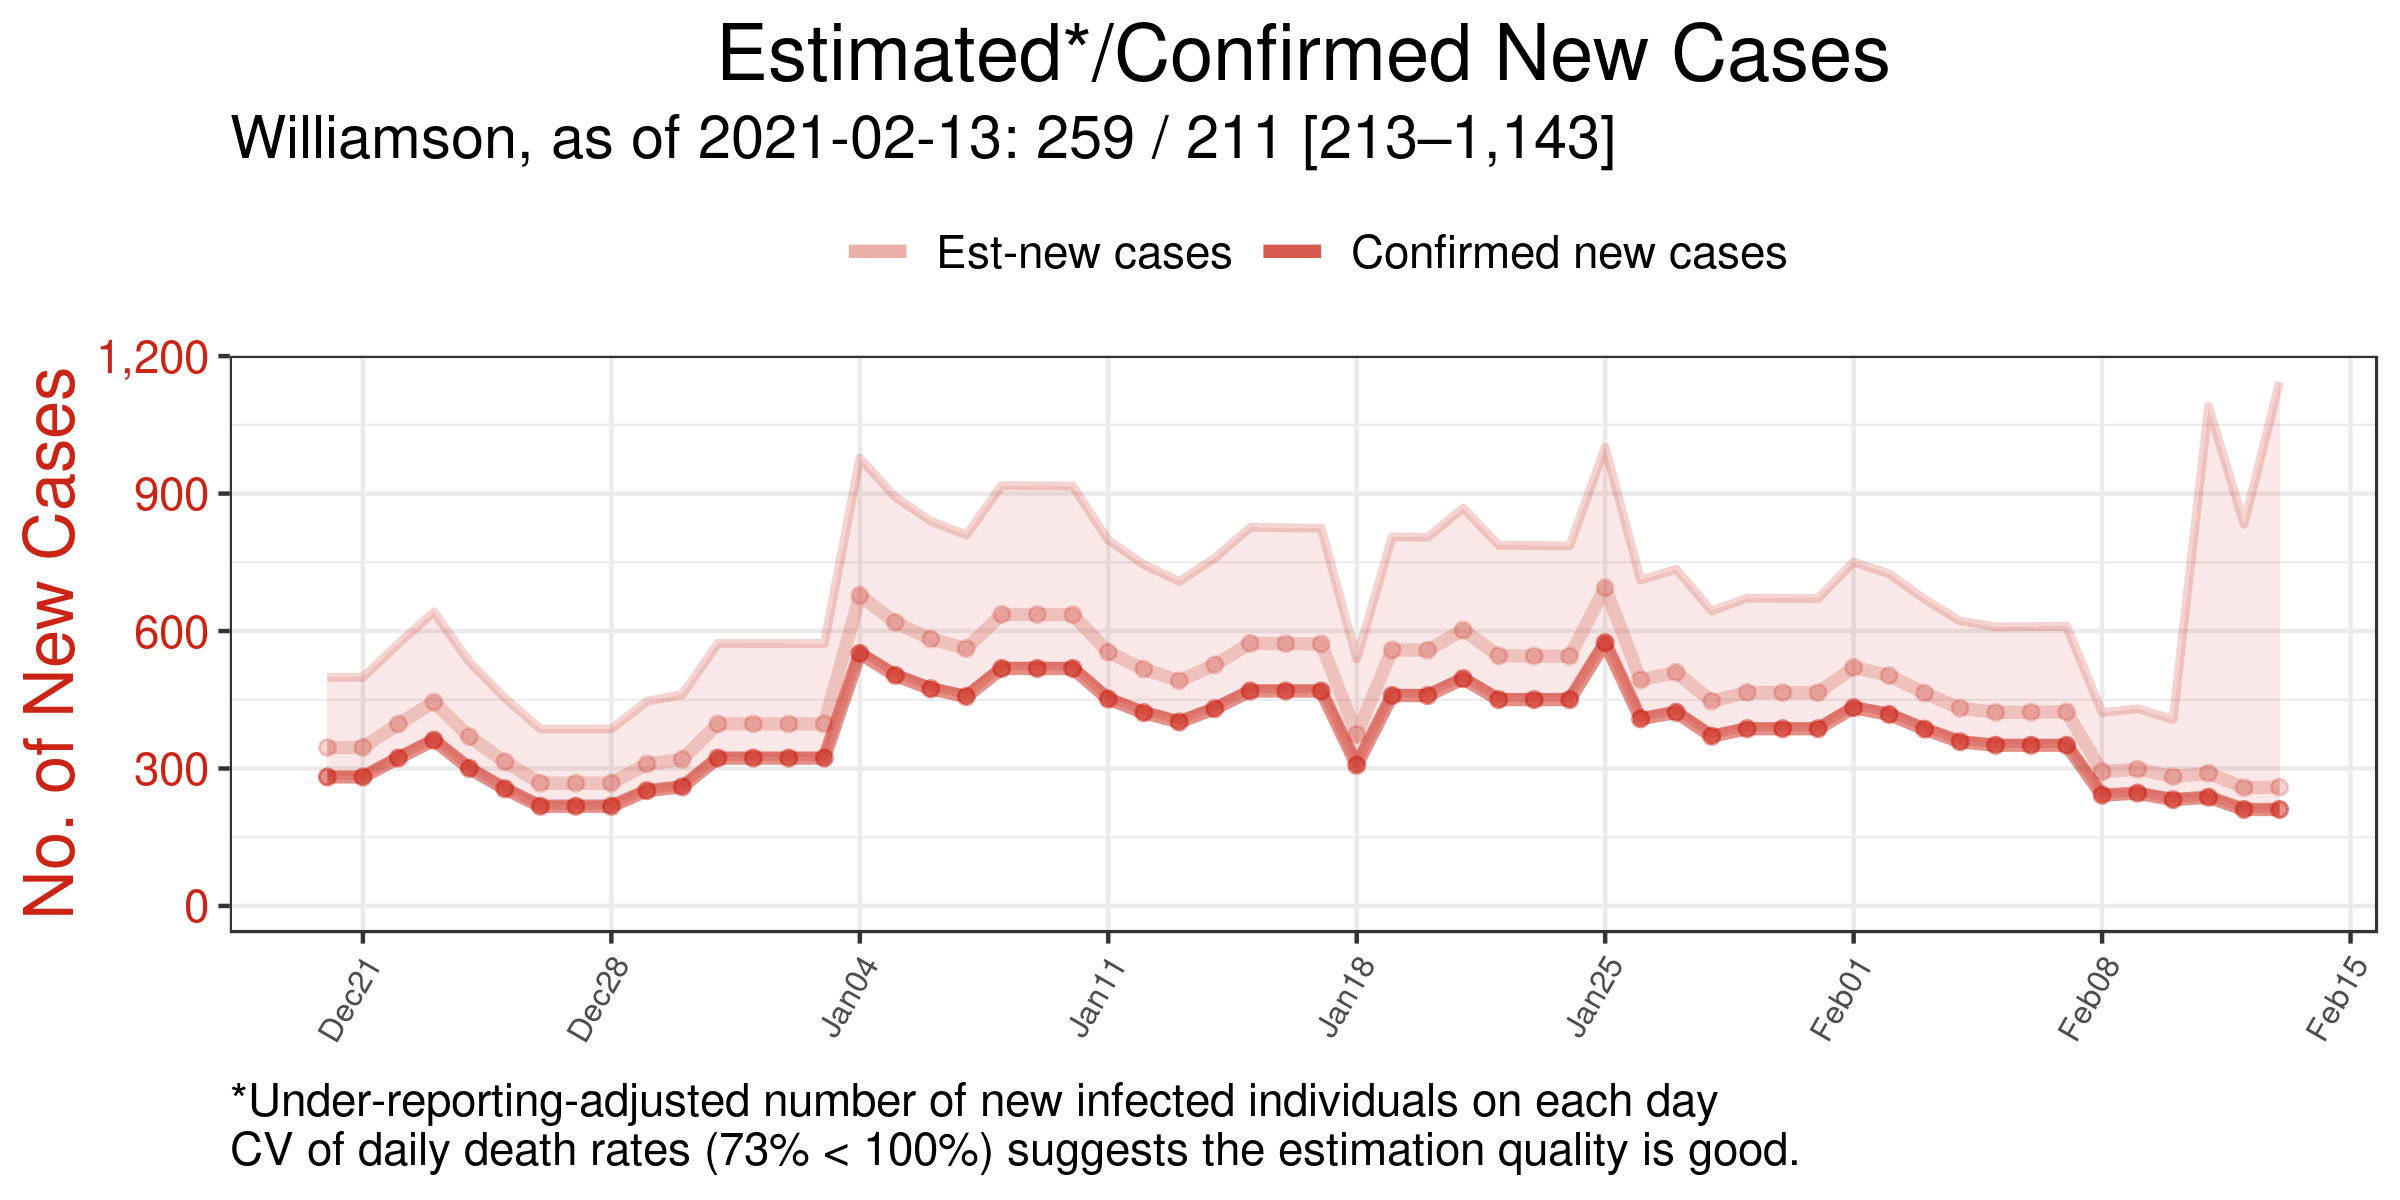 Estimated*/Confirmed New Cases
Williamson, as of 2021-02-13: 259 / 211 [213–1,143]
Est-new cases Confirmed new cases
No. of New Cases
1,200
900
600
300
0
Dec21 Dec28 Jan04 Jan11 Jan18 Jan25 Feb01 Feb08 Feb15
*Under-reporting-adjusted number of new infected individuals on each day
CV of daily death rates (73% < 100%) suggests the estimation quality is good.